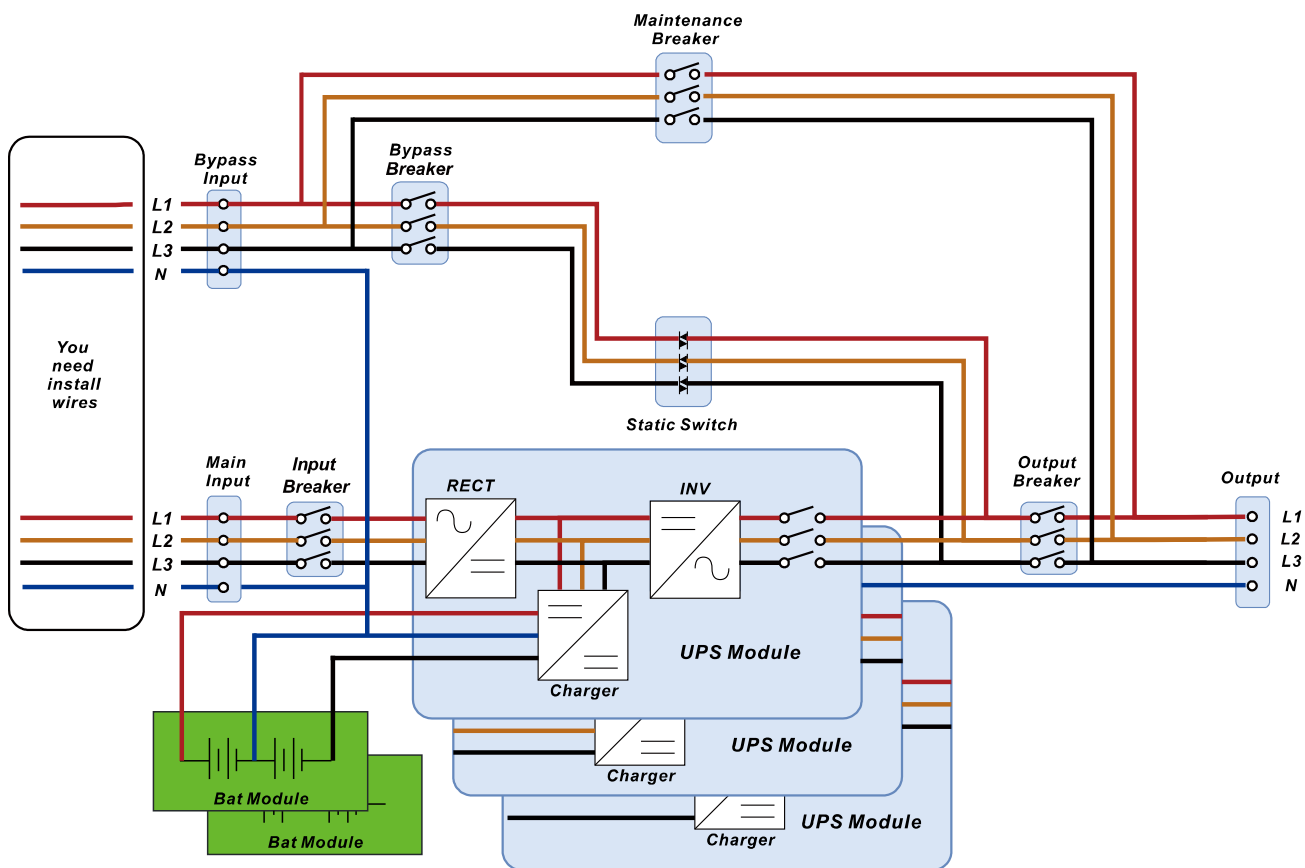 Maintenance
Breaker
Bypass
Input
Bypass
Breaker
L1
L2
L3
N
You
need
install
wires
Static Switch
Main
Input
Input
Breaker
RECT
INV
Output
Breaker
Output
L1
L2
L3
N
L1
L2
L3
N
UPS Module
Charger
UPS Module
Charger
UPS Module
Charger
Bat Module
Bat Module